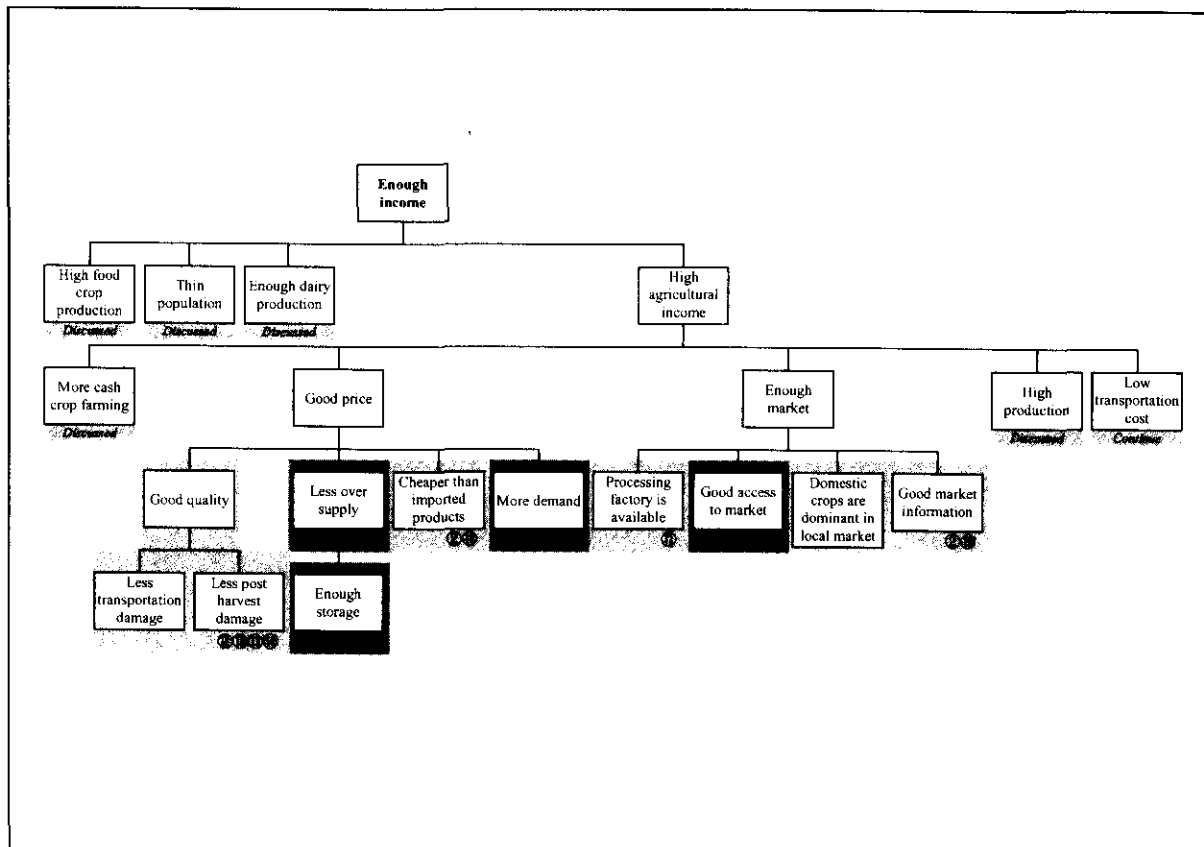 Enough
income
High food
crop
production
Thin
population
Enough dairy
production
High
agricultural
income
Discussed
Discussed
Discussed
More cash
crop farming
Good price
Enough
market
High
production
Low
transportation
cost
Discussed
Discussed
Continue
Good quality
Less over
supply
Cheaper than
imported
products
More demand
Processing
factory is
available
Good access
to market
Domestic
crops are
dominant in
local market
Good market
information
Less
transportation
damage
Less post
harvest
damage
Enough
storage